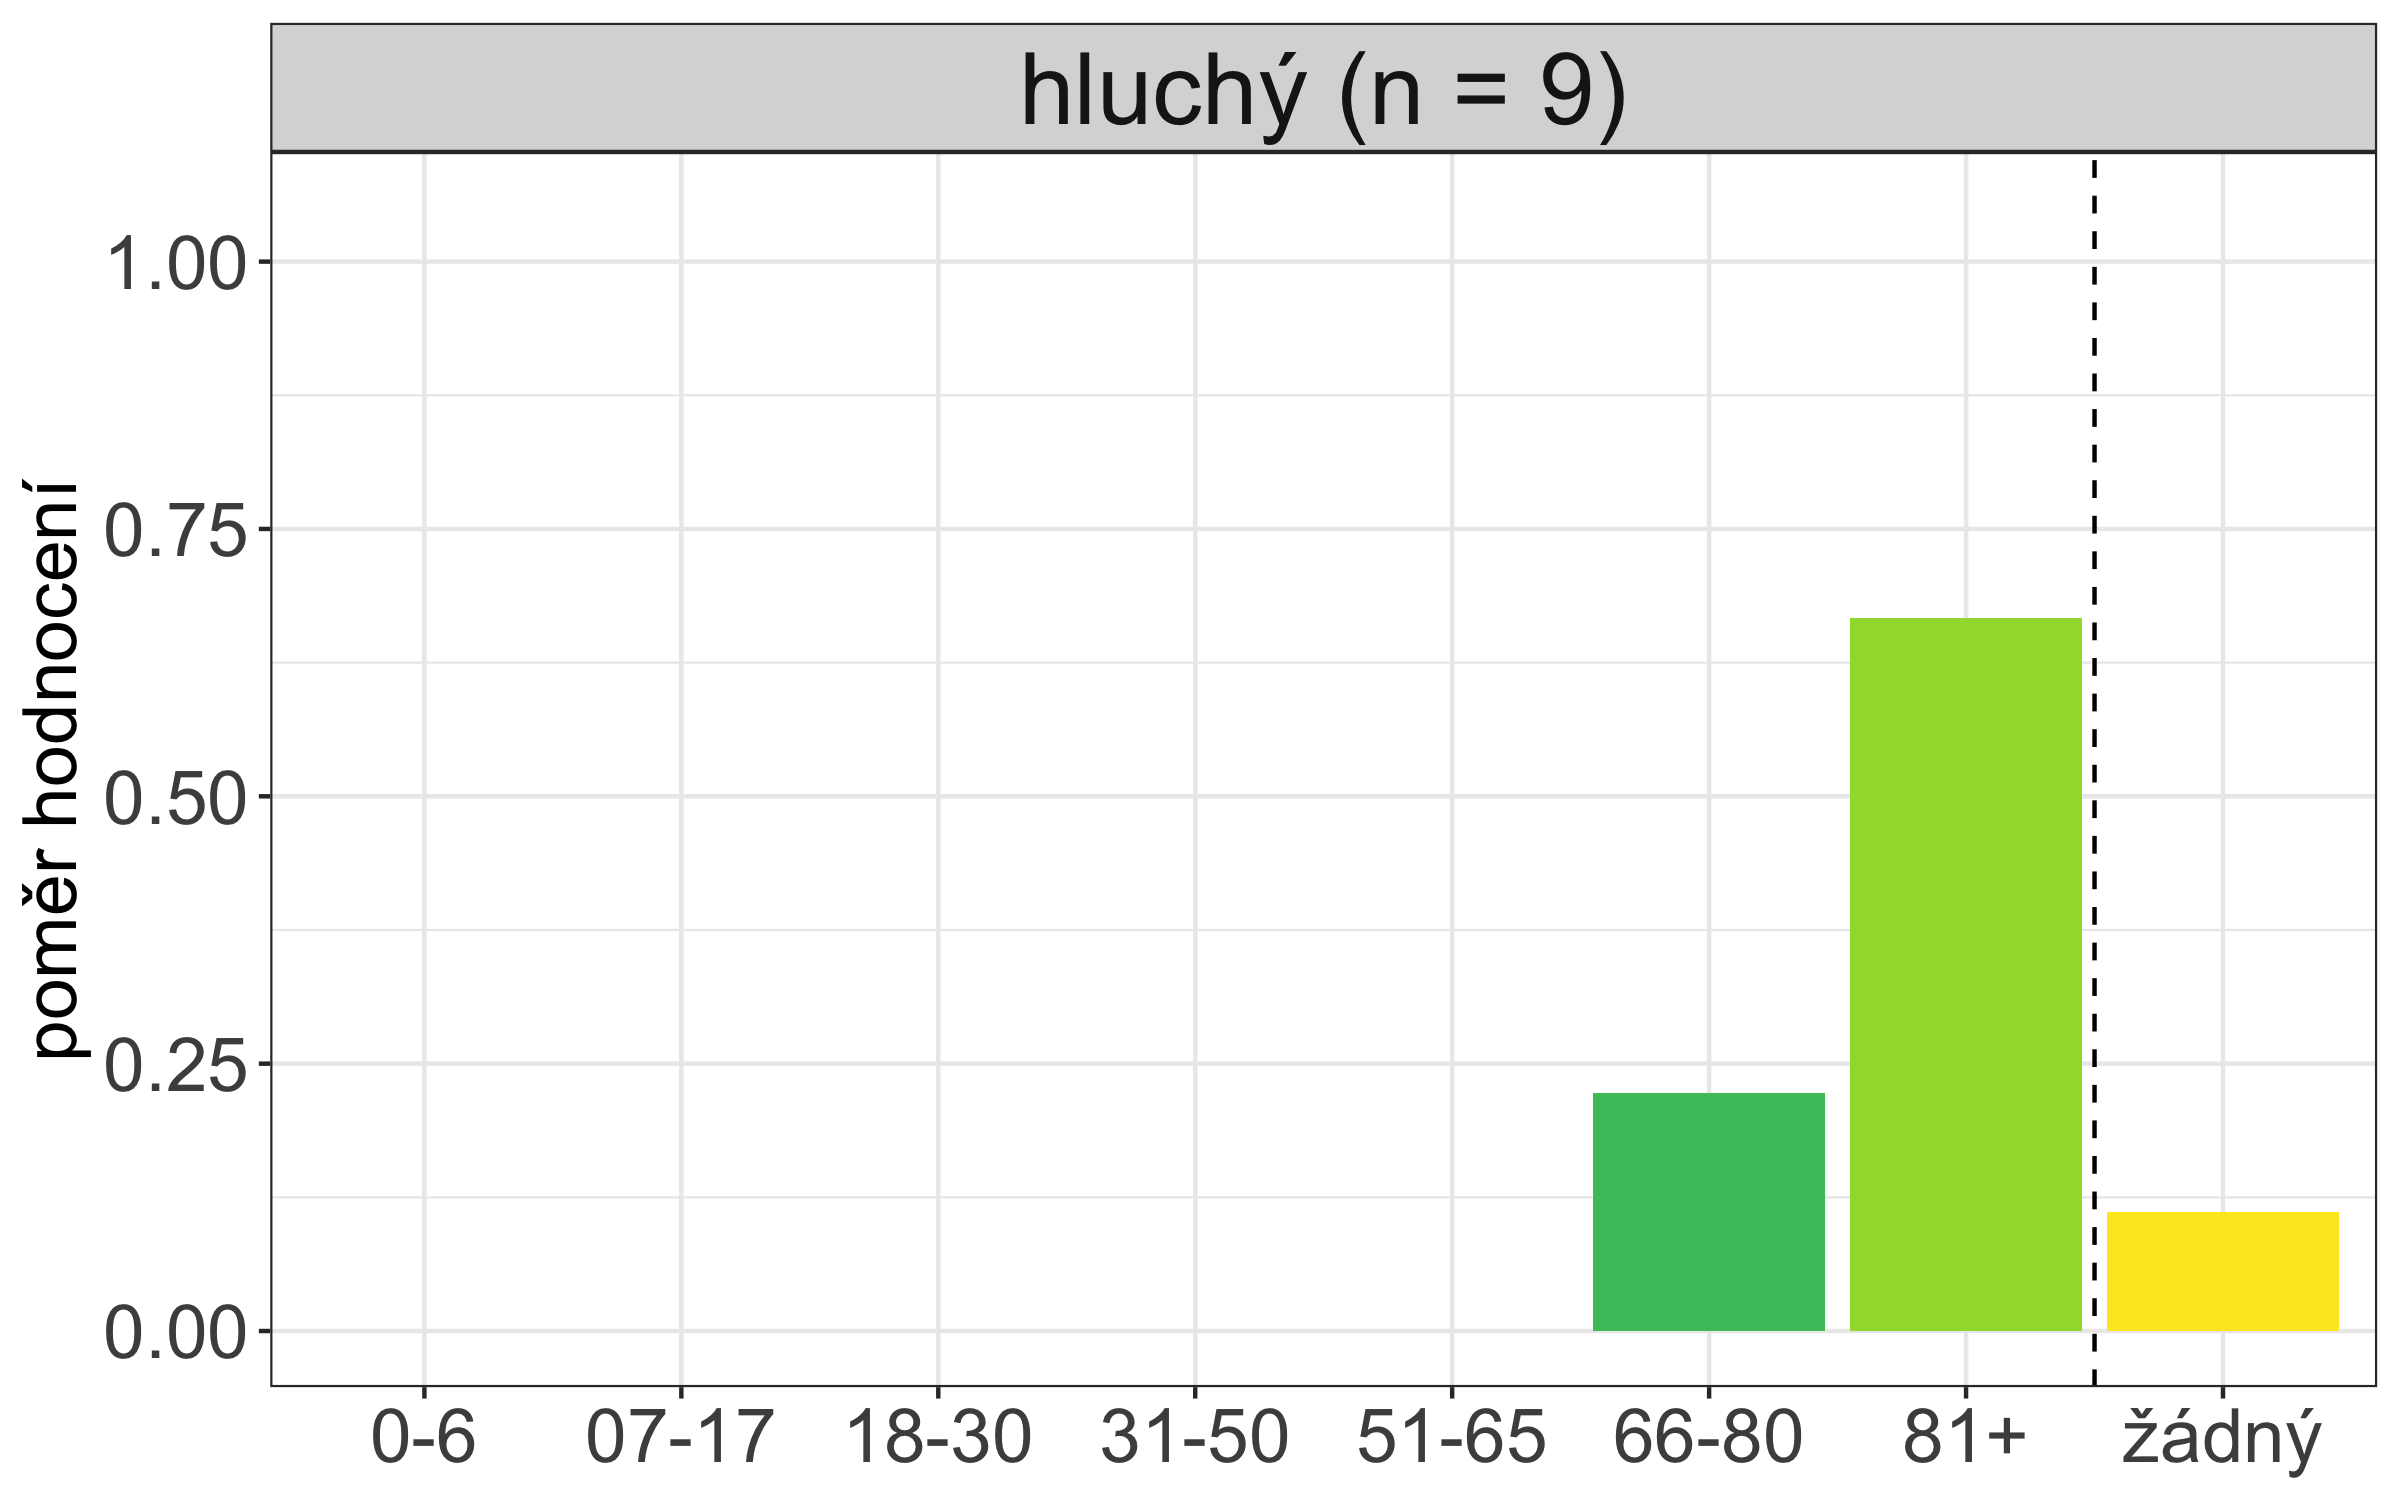 hluchý (n = 9)
poměr hodnocení
1.00
0.75
0.50
0.25
0.00
0-6 07-17 18-30 31-50 51-65 66-80 81+ žádný